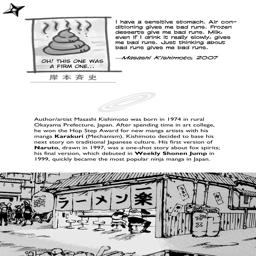 I have a sensitive stomach. Air con-
ditioning gives me bad runs. Frozen
desserts give me bad runs. Milk,
even if I drink it really slowly, gives
me bad runs. Just thinking about
bad runs gives me bad runs.
—Masashi Kishimoto, 2007
OH! THIS ONE WAS
A FIRM ONE...
岸本斉史
Author/artist Masashi Kishimoto was born in 1974 in rural
Okayama Prefecture, Japan. After spending time in art college,
he won the Hop Step Award for new manga artists with his
manga Karakuri (Mechanism). Kishimoto decided to base his
next story on traditional Japanese culture. His first version of
Naruto, drawn in 1997, was a one-shot story about fox spirits;
his final version, which debuted in Weekly Shonen Jump in
1999, quickly became the most popular ninja manga in Japan.
ラーメン
楽